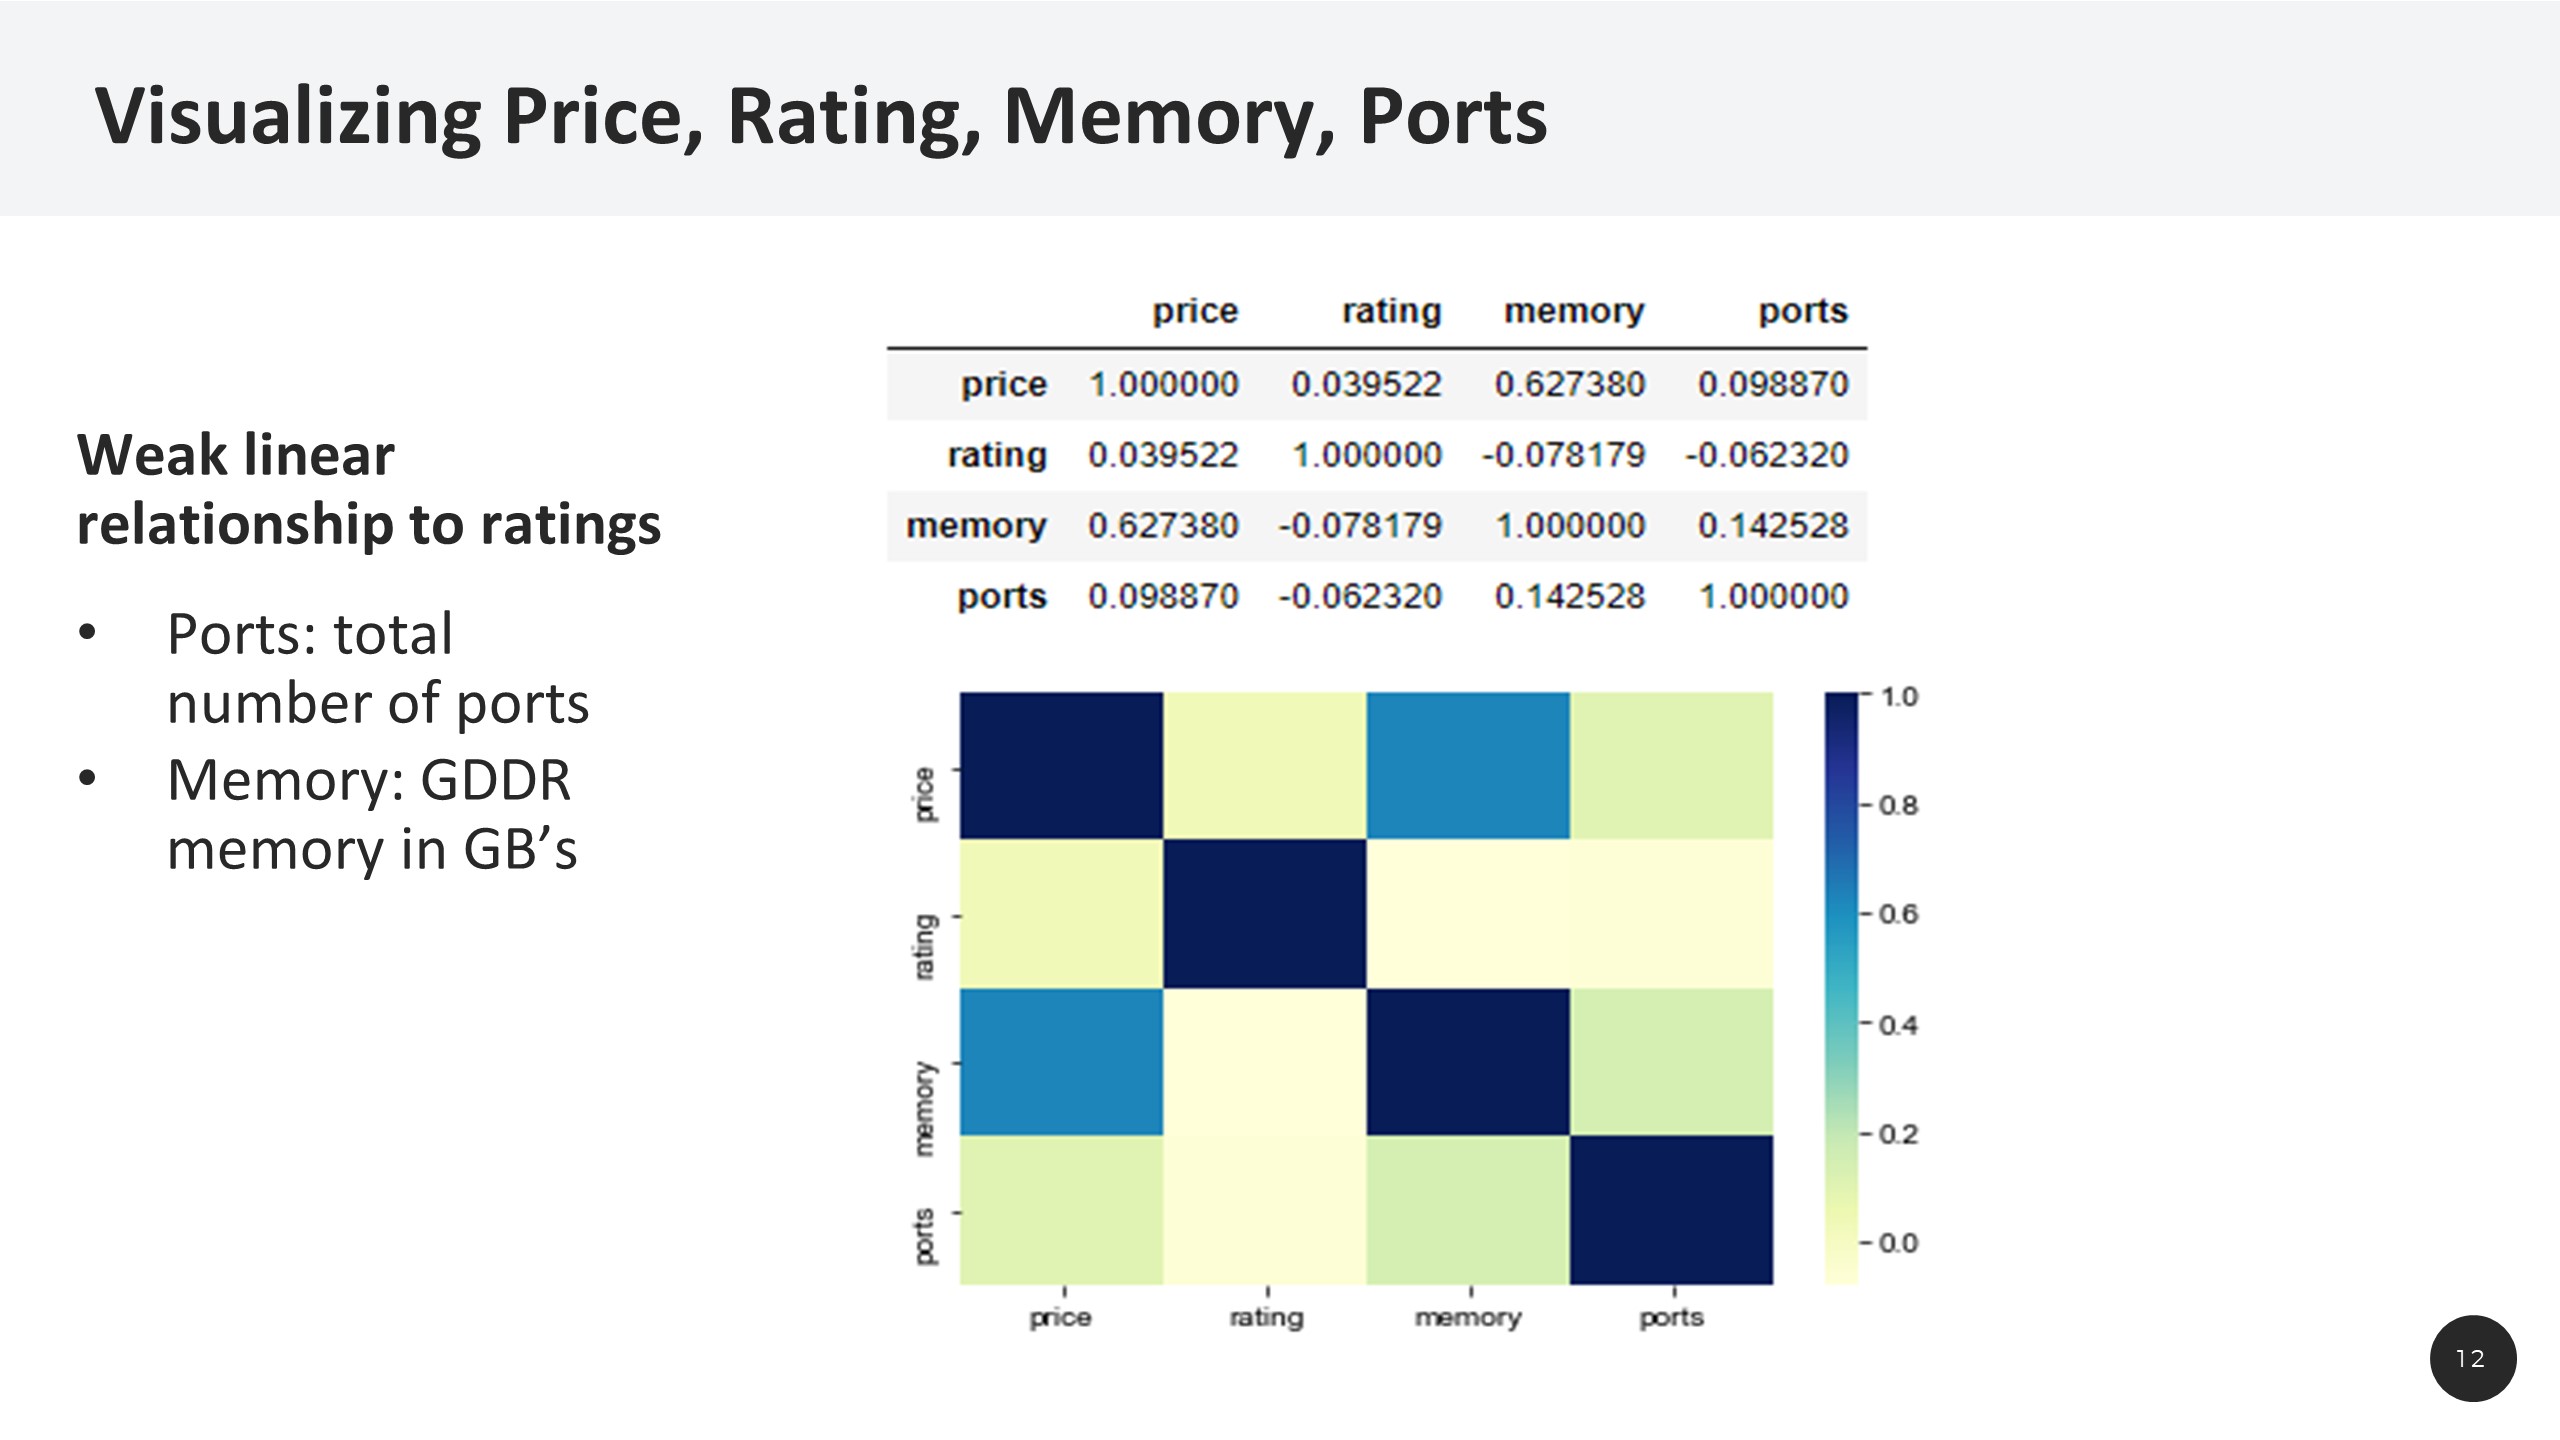 Visualizing Price, Rating, Memory, Ports
Weak linear
relationship to ratings
• Ports: total
number of ports
• Memory: GDDR
memory in GB’s
price rating memory ports
price 1.000000 0.039522 0.627380 0.098870
rating 0.039522 1.000000 -0.078179 -0.062320
memory 0.627380 -0.078179 1.000000 0.142528
ports 0.098870 -0.062320 0.142528 1.000000
price
rating
memory
ports
price rating memory ports
1.0
0.8
0.6
0.4
0.2
0.0
12